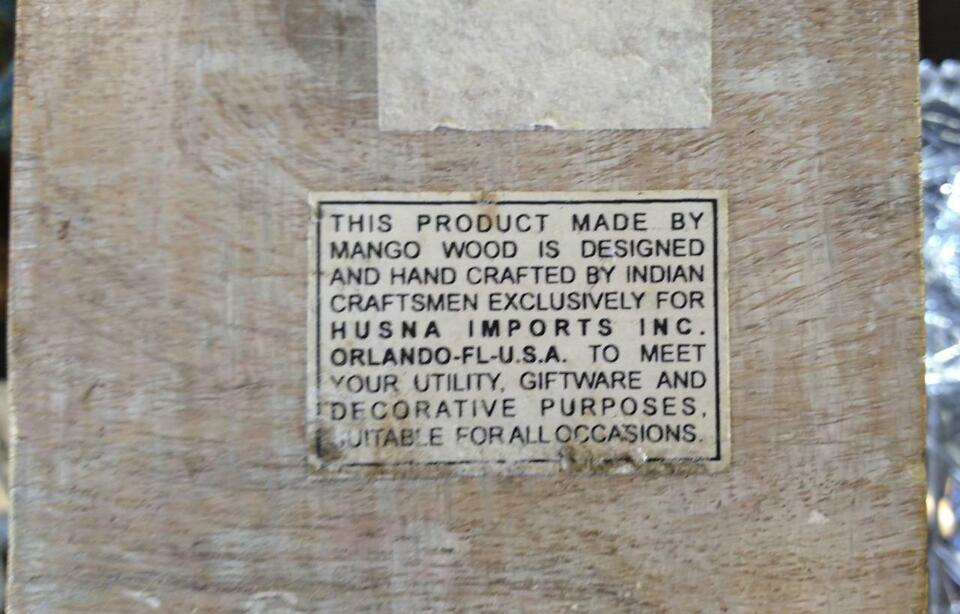 THIS PRODUCT MADE BY
MANGO WOOD IS DESIGNED
AND HAND CRAFTED BY INDIAN
CRAFTSMEN EXCLUSIVELY FOR
HUSNA IMPORTS INC.
ORLANDO-FL-U.S.A. TO MEET
YOUR UTILITY, GIFTWARE AND
DECORATIVE PURPOSES,
SUITABLE FOR ALL OCCASIONS.